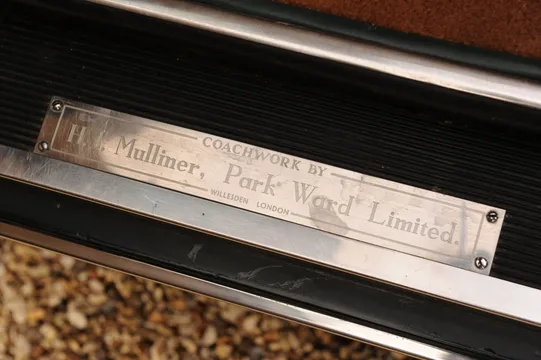 COACHWORK BY
H.J. Mulliner, Park Ward Limited.
WILLESDEN LONDON